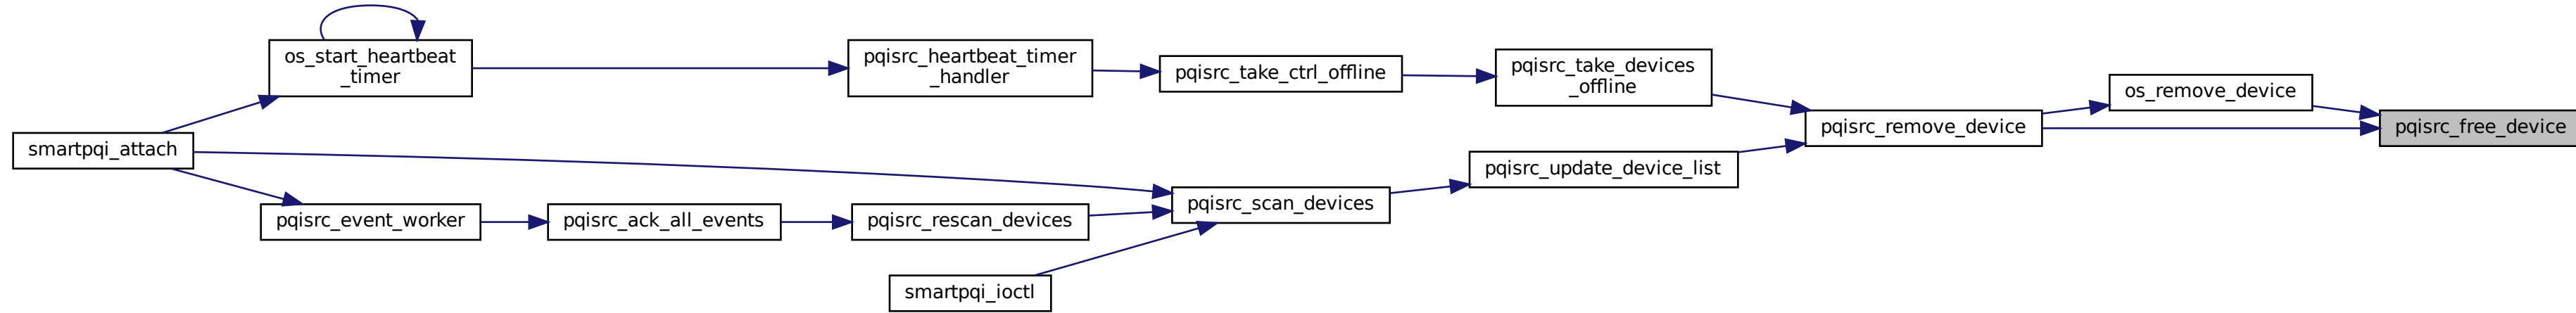 os_start_heartbeat
_timer
pqisrc_heartbeat_timer
_handler
pqisrc_take_ctrl_offline
pqisrc_take_devices
_offline
os_remove_device
pqisrc_remove_device
pqisrc_free_device
smartpqi_attach
pqisrc_update_device_list
pqisrc_scan_devices
pqisrc_event_worker
pqisrc_ack_all_events
pqisrc_rescan_devices
smartpqi_ioctl